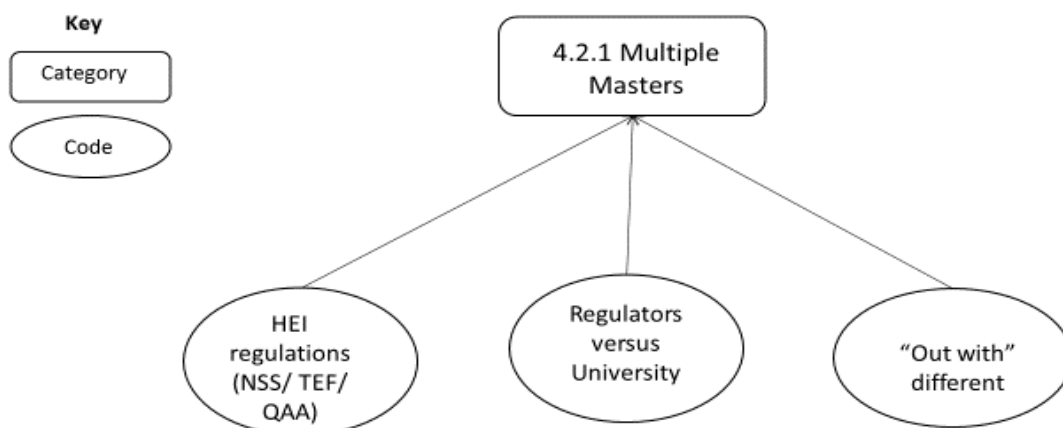 Key
Category
Code
4.2.1 Multiple
Masters
HEI
regulations
(NSS/ TEF/
QAA)
Regulators
versus
University
“Out with”
different